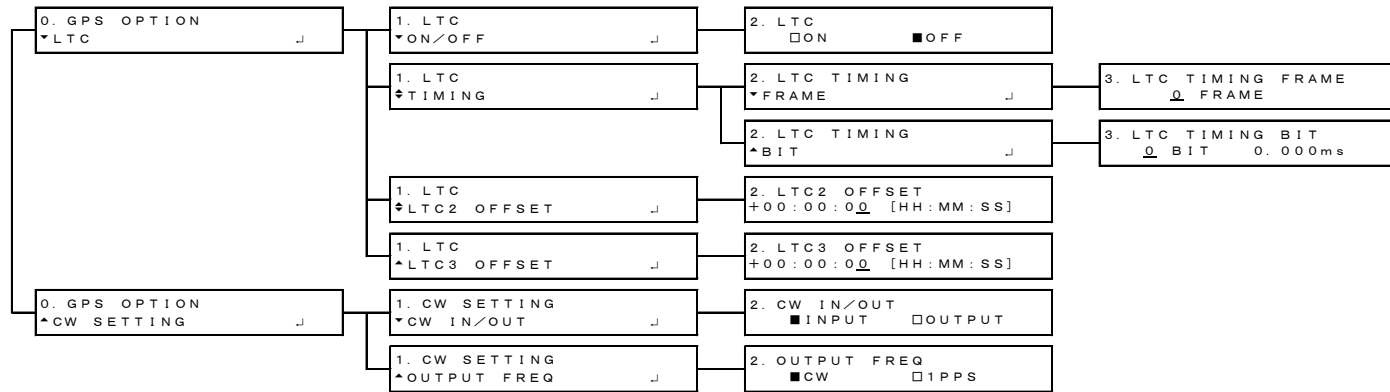 0. GPS OPTION
▾LTC ↵
1. LTC
▾ON/OFF ↵
2. LTC
□ON ■OFF
1. LTC
♦TIMING ↵
2. LTC TIMING
▾FRAME ↵
3. LTC TIMING FRAME
0 FRAME
2. LTC TIMING
▴BIT ↵
3. LTC TIMING BIT
0 BIT 0.000ms
1. LTC
♦LTC2 OFFSET ↵
2. LTC2 OFFSET
+00:00:00 [HH:MM:SS]
1. LTC
▴LTC3 OFFSET ↵
2. LTC3 OFFSET
+00:00:00 [HH:MM:SS]
0. GPS OPTION
▴CW SETTING ↵
1. CW SETTING
▾CW IN/OUT ↵
2. CW IN/OUT
■INPUT □OUTPUT
1. CW SETTING
▴OUTPUT FREQ ↵
2. OUTPUT FREQ
■CW □1PPS